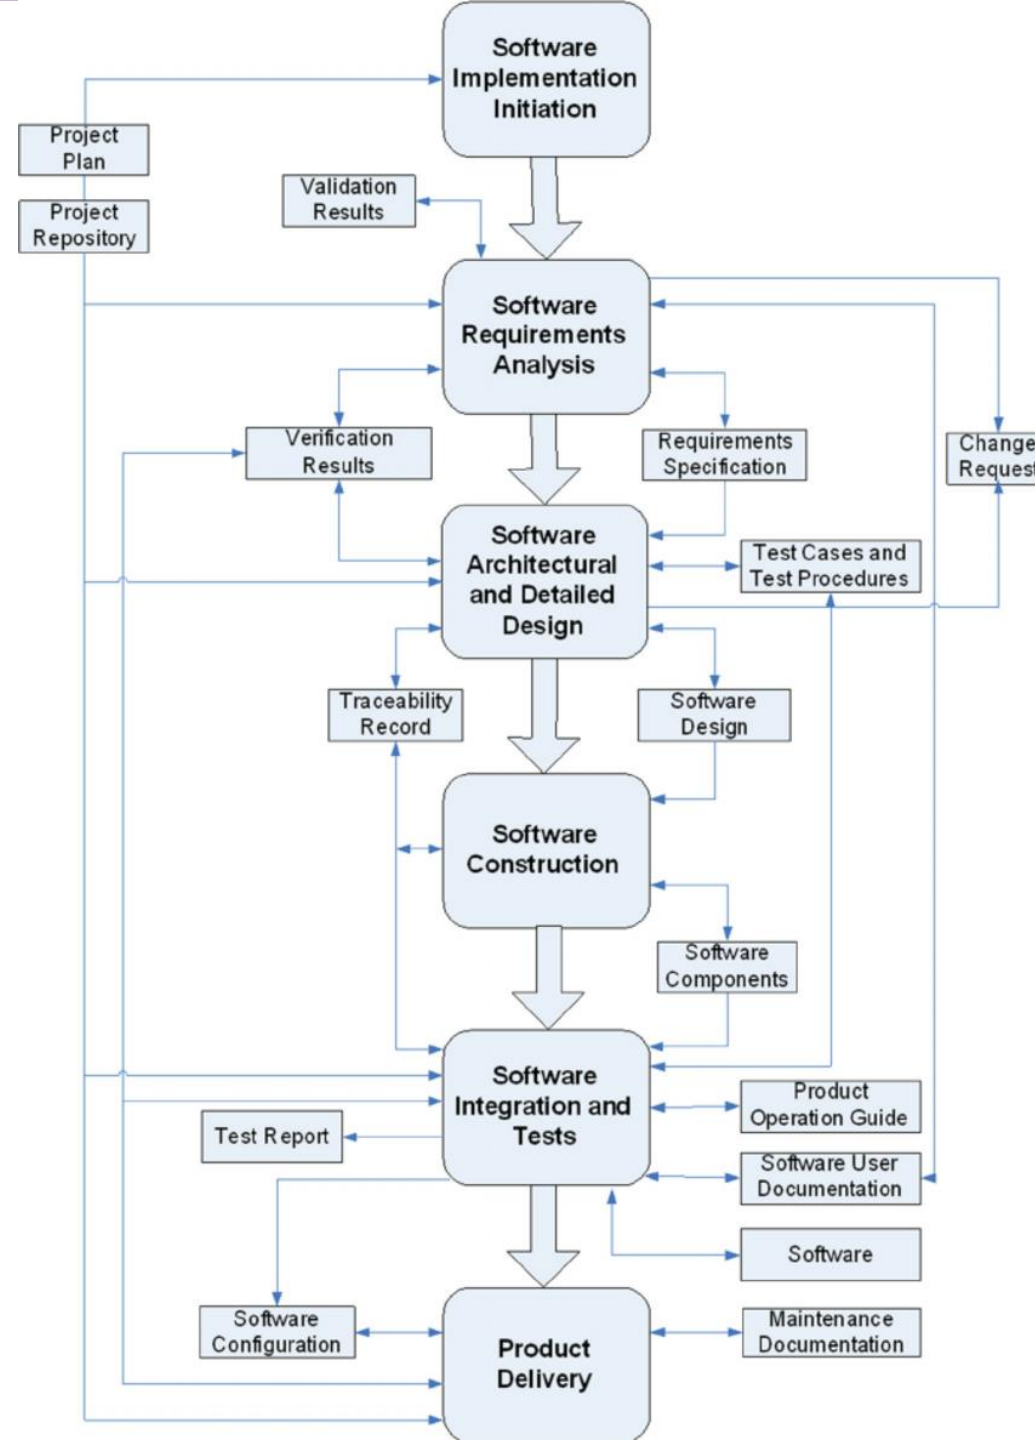 Software
Implementation
Initiation
Project
Plan
Validation
Results
Project
Repository
Software
Requirements
Analysis
Verification
Results
Requirements
Specification
Change
Request
Software
Architectural
and Detailed
Design
Test Cases and
Test Procedures
Traceability
Record
Software
Design
Software
Construction
Software
Components
Software
Integration and
Tests
Product
Operation Guide
Test Report
Software User
Documentation
Software
Software
Configuration
Product
Delivery
Maintenance
Documentation